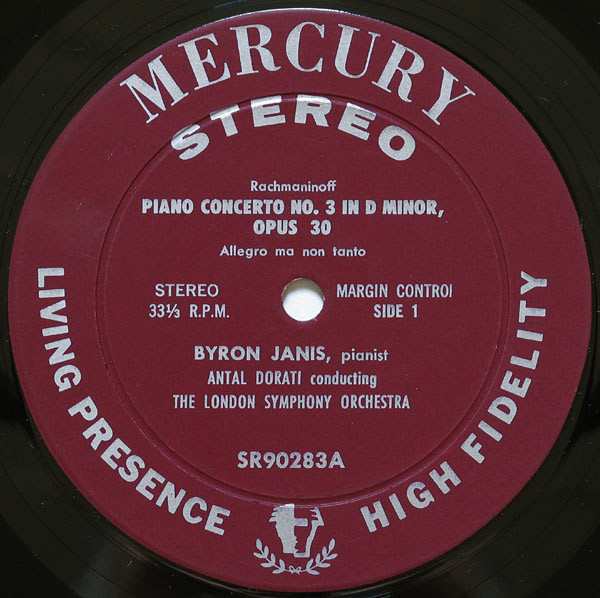 MERCURY
STEREO
Rachmaninoff
PIANO CONCERTO NO. 3 IN D MINOR,
OPUS 30
Allegro ma non tanto
STEREO
33⅓ R.P.M.
MARGIN CONTROL
SIDE 1
BYRON JANIS, pianist
ANTAL DORATI conducting
THE LONDON SYMPHONY ORCHESTRA
SR90283A
LIVING PRESENCE
HIGH FIDELITY